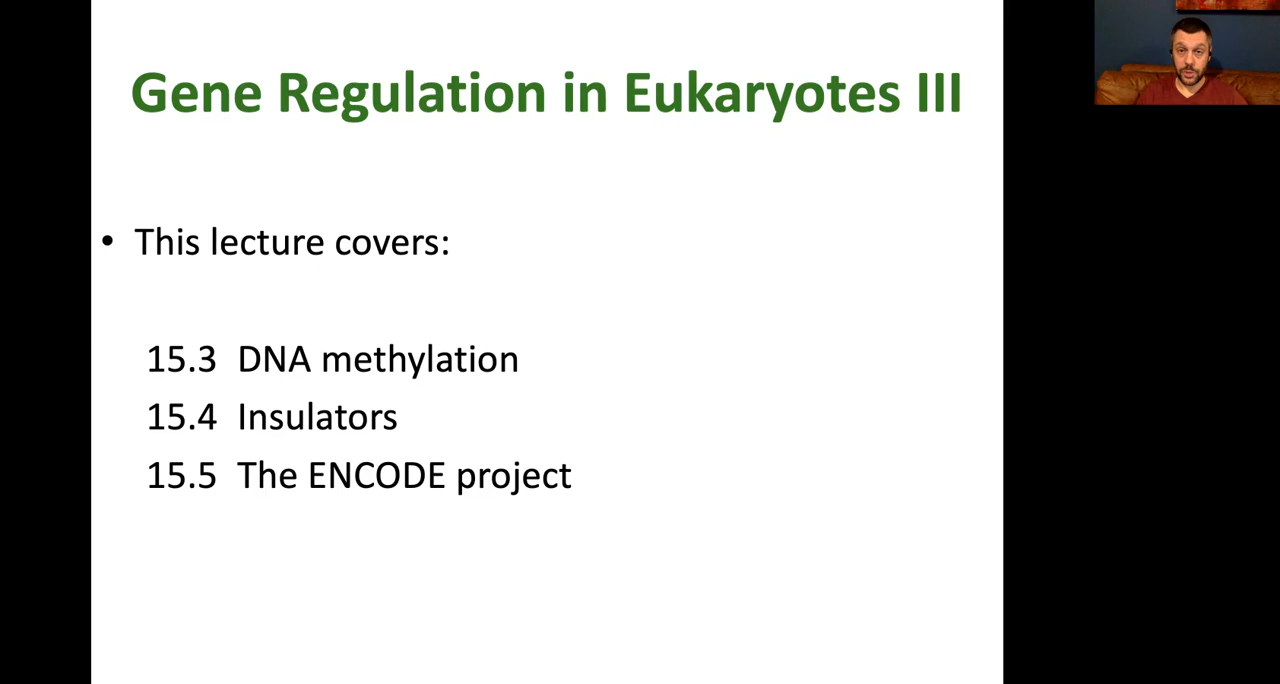 Gene Regulation in Eukaryotes III
• This lecture covers:
15.3 DNA methylation
15.4 Insulators
15.5 The ENCODE project